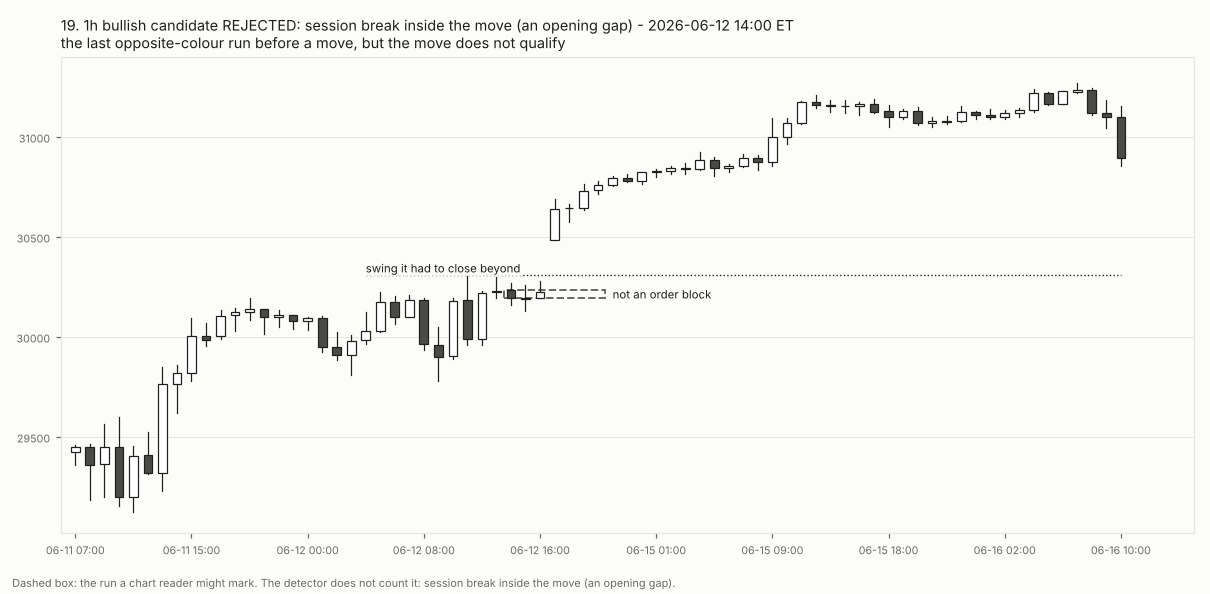 19. 1h bullish candidate REJECTED: session break inside the move (an opening gap) - 2026-06-12 14:00 ET
the last opposite-colour run before a move, but the move does not qualify
31000
30500
30000
29500
swing it had to close beyond
not an order block
06-11 07:00
06-11 15:00
06-12 00:00
06-12 08:00
06-12 16:00
06-15 01:00
06-15 09:00
06-15 18:00
06-16 02:00
06-16 10:00
Dashed box: the run a chart reader might mark. The detector does not count it: session break inside the move (an opening gap).